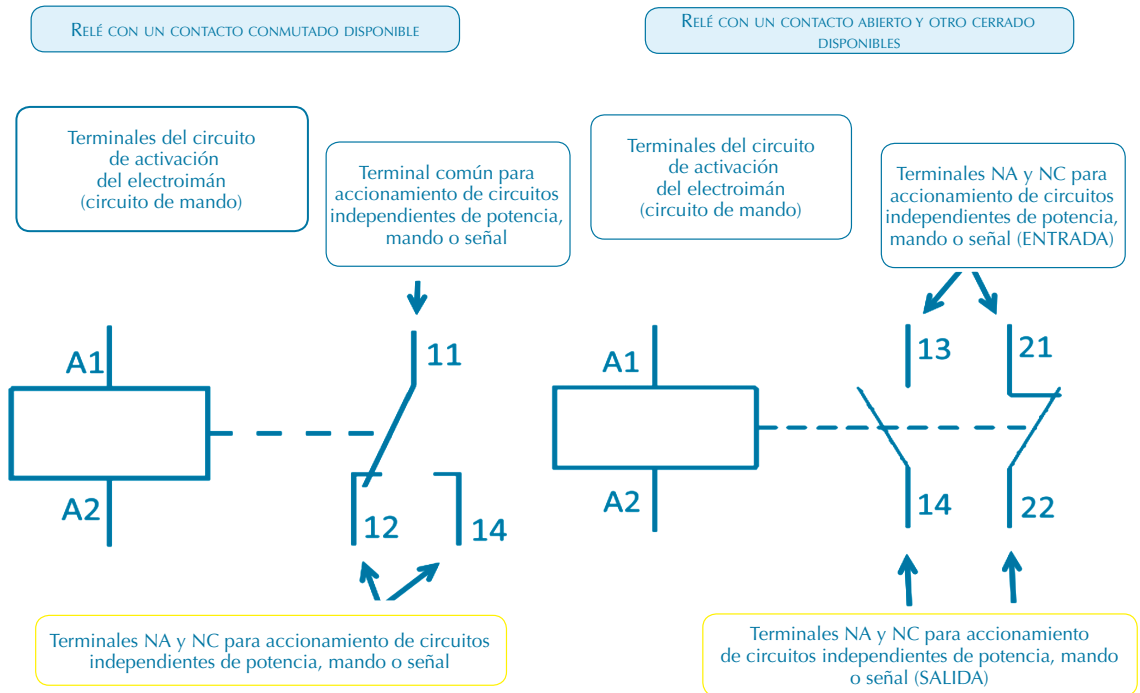 RELÉ CON UN CONTACTO CONMUTADO DISPONIBLE
Terminales del circuito
de activación
del electroimán
(circuito de mando)
Terminal común para
accionamiento de circuitos
independientes de potencia,
mando o señal
A1
11
A2
12
14
Terminales NA y NC para accionamiento de circuitos
independientes de potencia, mando o señal
RELÉ CON UN CONTACTO ABIERTO Y OTRO CERRADO
DISPONIBLES
Terminales del circuito
de activación
del electroimán
(circuito de mando)
Terminales NA y NC para
accionamiento de circuitos
independientes de potencia,
mando o señal (ENTRADA)
A1
13
21
A2
14
22
Terminales NA y NC para accionamiento
de circuitos independientes de potencia, mando
o señal (SALIDA)